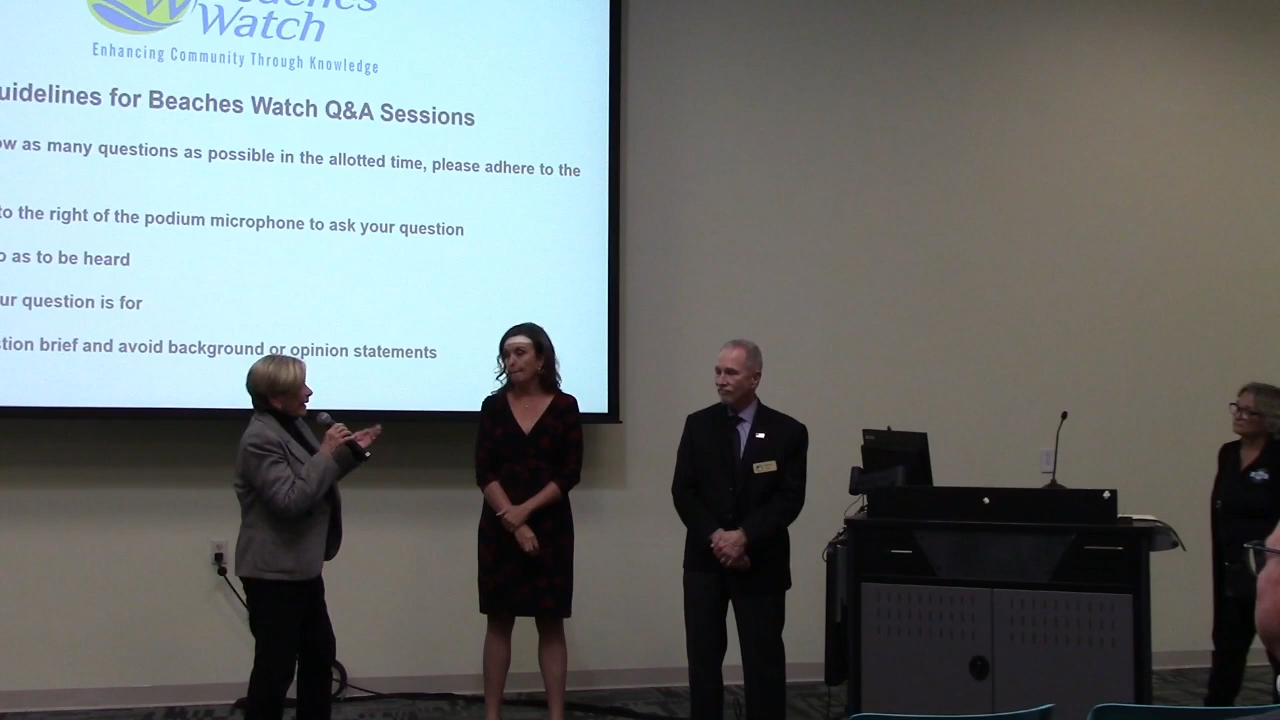 Watch
Enhancing Community Through Knowledge
uidelines for Beaches Watch Q&A Sessions
ow as many questions as possible in the allotted time, please adhere to the
to the right of the podium microphone to ask your question
o as to be heard
ur question is for
tion brief and avoid background or opinion statements